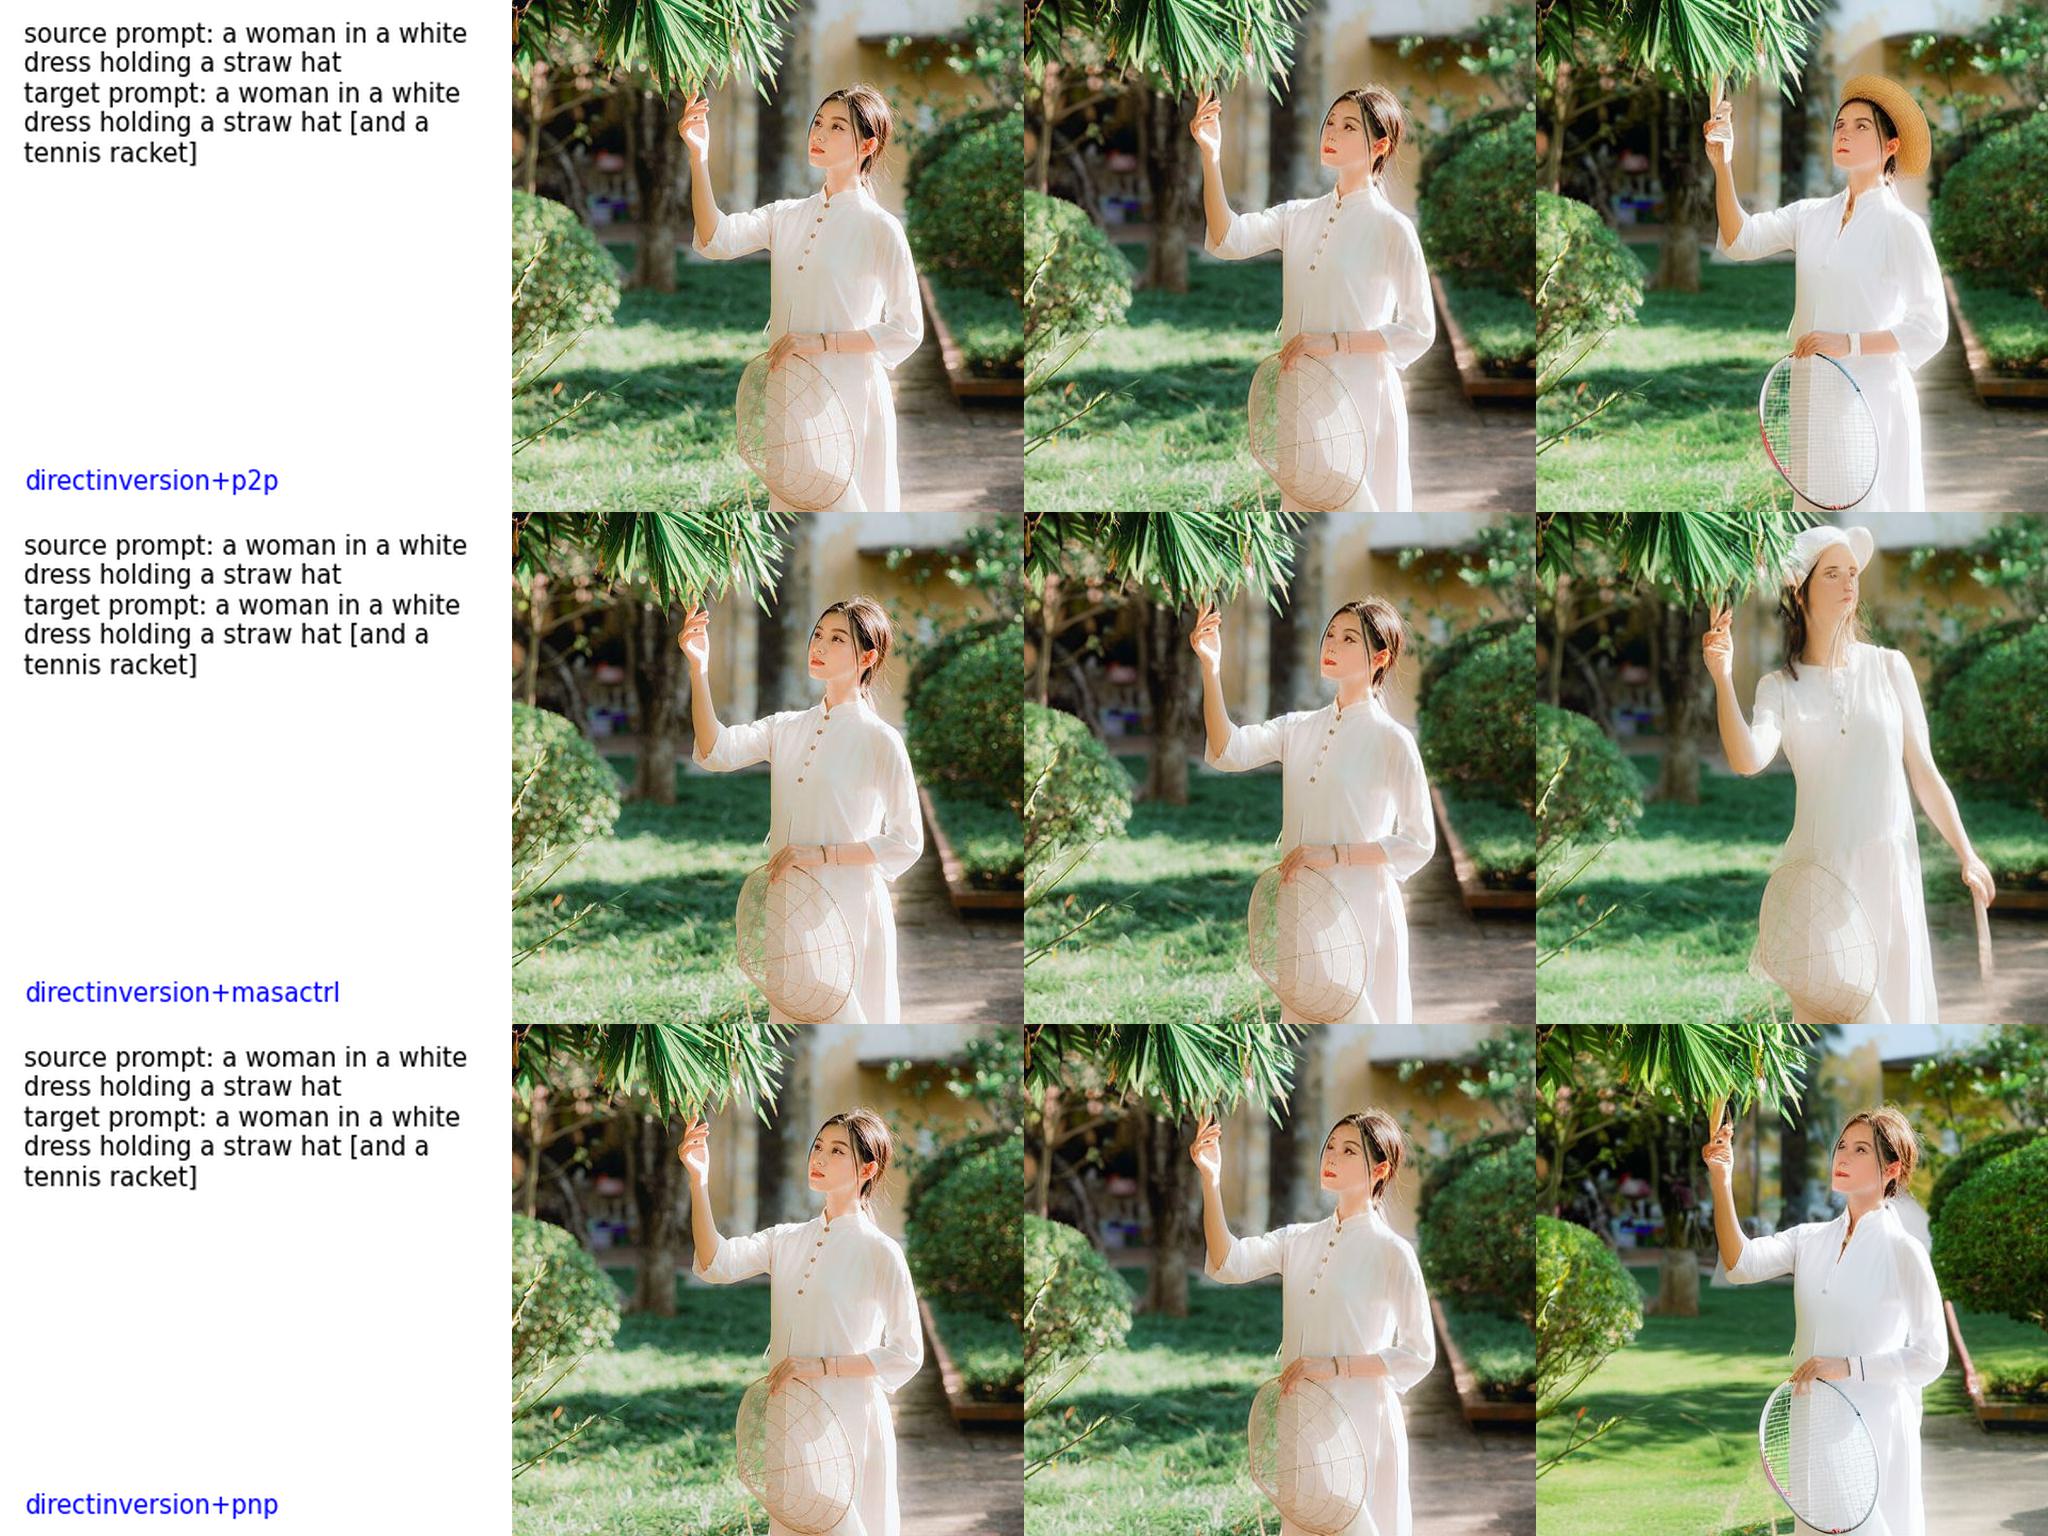 source prompt: a woman in a white
dress holding a straw hat
target prompt: a woman in a white
dress holding a straw hat [and a
tennis racket]
directinversion+p2p
source prompt: a woman in a white
dress holding a straw hat
target prompt: a woman in a white
dress holding a straw hat [and a
tennis racket]
directinversion+masactrl
source prompt: a woman in a white
dress holding a straw hat
target prompt: a woman in a white
dress holding a straw hat [and a
tennis racket]
directinversion+pnp